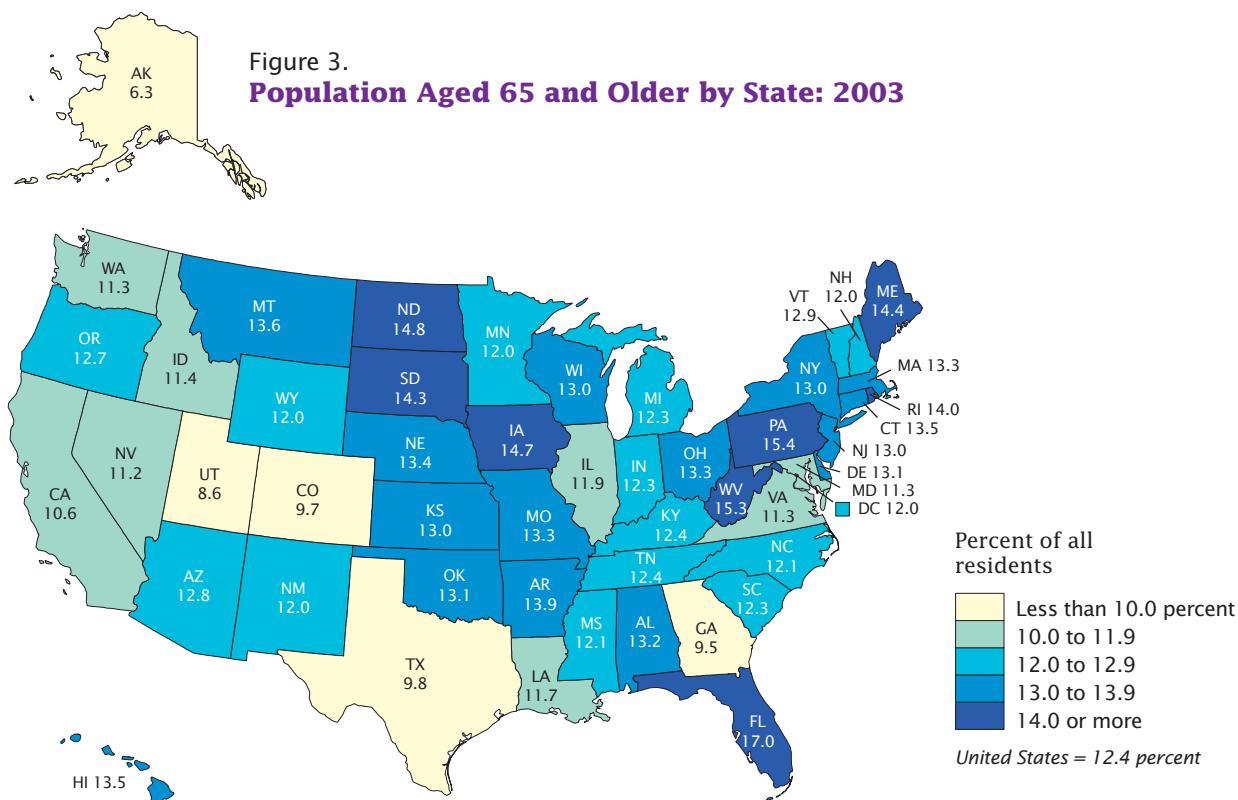 Figure 3.
Population Aged 65 and Older by State: 2003
AK
6.3
WA
11.3
OR
12.7
ID
11.4
MT
13.6
ND
14.8
MN
12.0
SD
14.3
WY
12.0
WI
13.0
MI
12.3
NH
12.0
VT
12.9
ME
14.4
NY
13.0
MA 13.3
RI 14.0
CT 13.5
NJ 13.0
DE 13.1
MD 11.3
DC 12.0
PA
15.4
IA
14.7
NE
13.4
NV
11.2
UT
8.6
CO
9.7
CA
10.6
KS
13.0
MO
13.3
IL
11.9
IN
12.3
OH
13.3
WV
15.3
VA
11.3
KY
12.4
NC
12.1
TN
12.4
SC
12.3
AZ
12.8
NM
12.0
OK
13.1
AR
13.9
MS
12.1
AL
13.2
GA
9.5
TX
9.8
LA
11.7
FL
17.0
HI 13.5
Percent of all
residents
Less than 10.0 percent
10.0 to 11.9
12.0 to 12.9
13.0 to 13.9
14.0 or more
United States = 12.4 percent